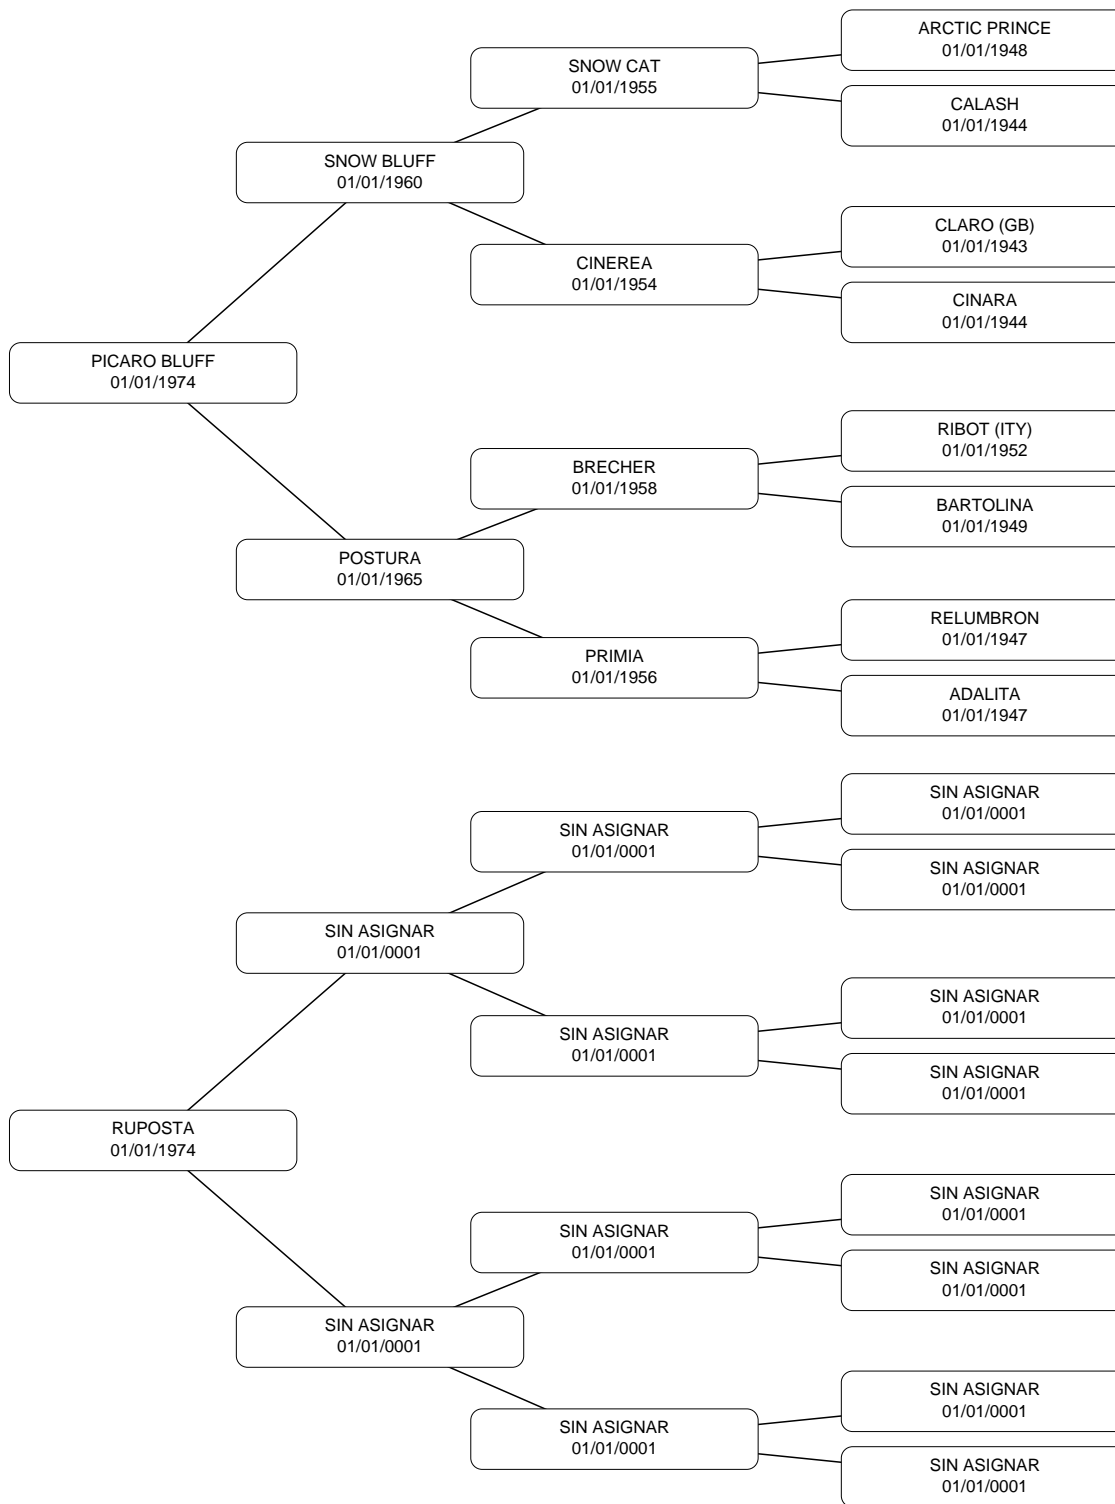 ARCTIC PRINCE
01/01/1948
SNOW CAT
01/01/1955
CALASH
01/01/1944
SNOW BLUFF
01/01/1960
CLARO (GB)
01/01/1943
CINEREA
01/01/1954
CINARA
01/01/1944
PICARO BLUFF
01/01/1974
RIBOT (ITY)
01/01/1952
BRECHER
01/01/1958
BARTOLINA
01/01/1949
POSTURA
01/01/1965
RELUMBRON
01/01/1947
PRIMIA
01/01/1956
ADALITA
01/01/1947
SIN ASIGNAR
01/01/0001
SIN ASIGNAR
01/01/0001
SIN ASIGNAR
01/01/0001
SIN ASIGNAR
01/01/0001
SIN ASIGNAR
01/01/0001
SIN ASIGNAR
01/01/0001
SIN ASIGNAR
01/01/0001
RUPOSTA
01/01/1974
SIN ASIGNAR
01/01/0001
SIN ASIGNAR
01/01/0001
SIN ASIGNAR
01/01/0001
SIN ASIGNAR
01/01/0001
SIN ASIGNAR
01/01/0001
SIN ASIGNAR
01/01/0001
SIN ASIGNAR
01/01/0001